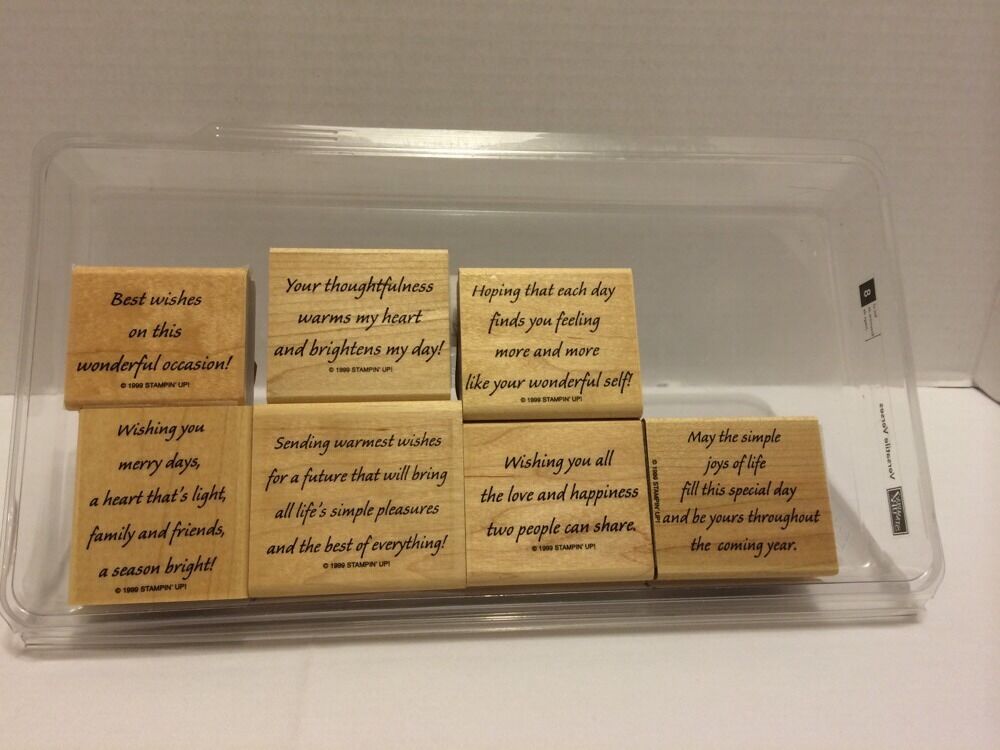 Best wishes
on this
wonderful occasion!
© 1999 STAMPIN' UP!
Your thoughtfulness
warms my heart
and brightens my day!
© 1999 STAMPIN' UP!
Hoping that each day
finds you feeling
more and more
like your wonderful self!
© 1999 STAMPIN' UP!
Wishing you
merry days,
a heart that's light,
family and friends,
a season bright!
© 1999 STAMPIN' UP!
Sending warmest wishes
for a future that will bring
all life's simple pleasures
and the best of everything!
© 1999 STAMPIN' UP!
Wishing you all
the love and happiness
two people can share.
© 1999 STAMPIN' UP!
May the simple
joys of life
fill this special day
and be yours throughout
the coming year.
© 1999 STAMPIN' UP!
8
Versatile Verses